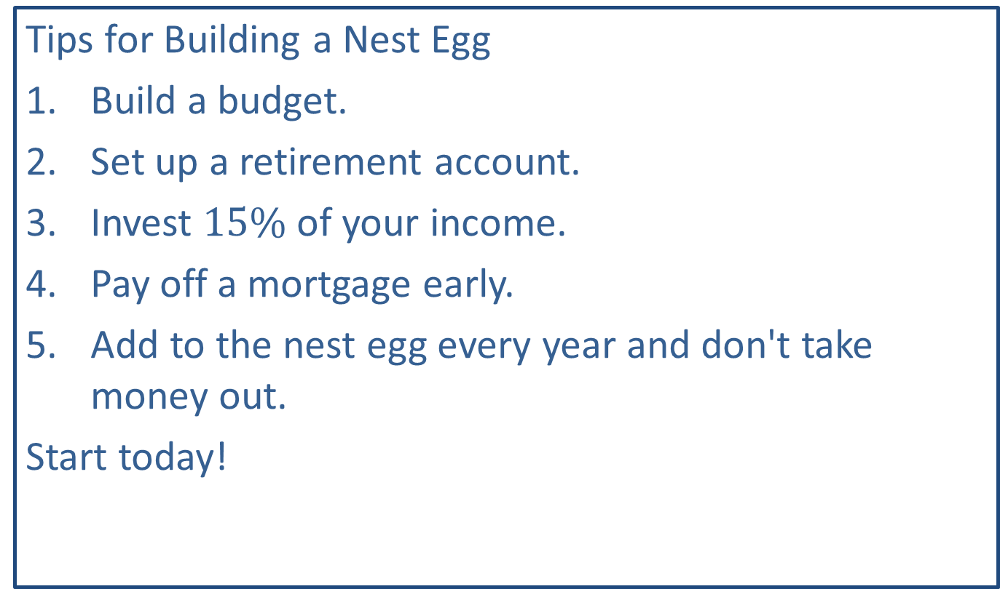 Tips for Building a Nest Egg
1. Build a budget.
2. Set up a retirement account.
3. Invest 15% of your income.
4. Pay off a mortgage early.
5. Add to the nest egg every year and don't take
money out.
Start today!